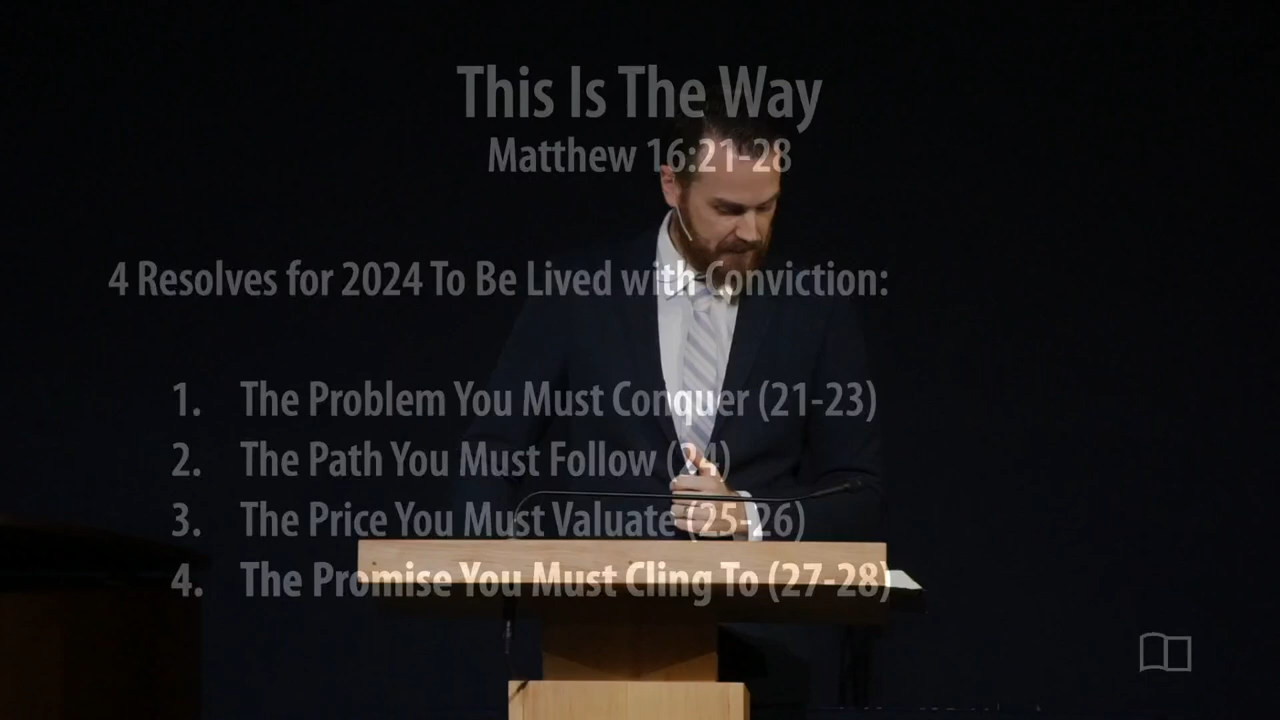 This Is The Way
Matthew 16:21-28
4 Resolves for 2024 To Be Lived with Conviction:
1. The Problem You Must Conquer (21-23)
2. The Path You Must Follow (24)
3. The Price You Must Valuate (25-26)
4. The Promise You Must Cling To (27-28)